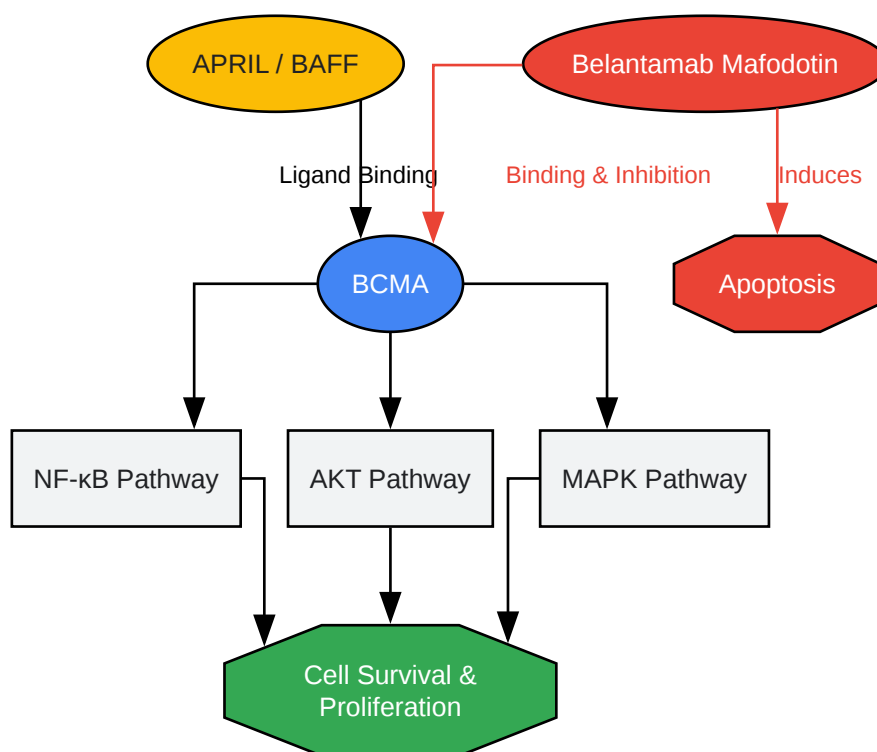 APRIL / BAFF
Belantamab Mafodotin
Ligand Binding
Binding & Inhibition
Induces
BCMA
Apoptosis
NF-κB Pathway
AKT Pathway
MAPK Pathway
Cell Survival &
Proliferation